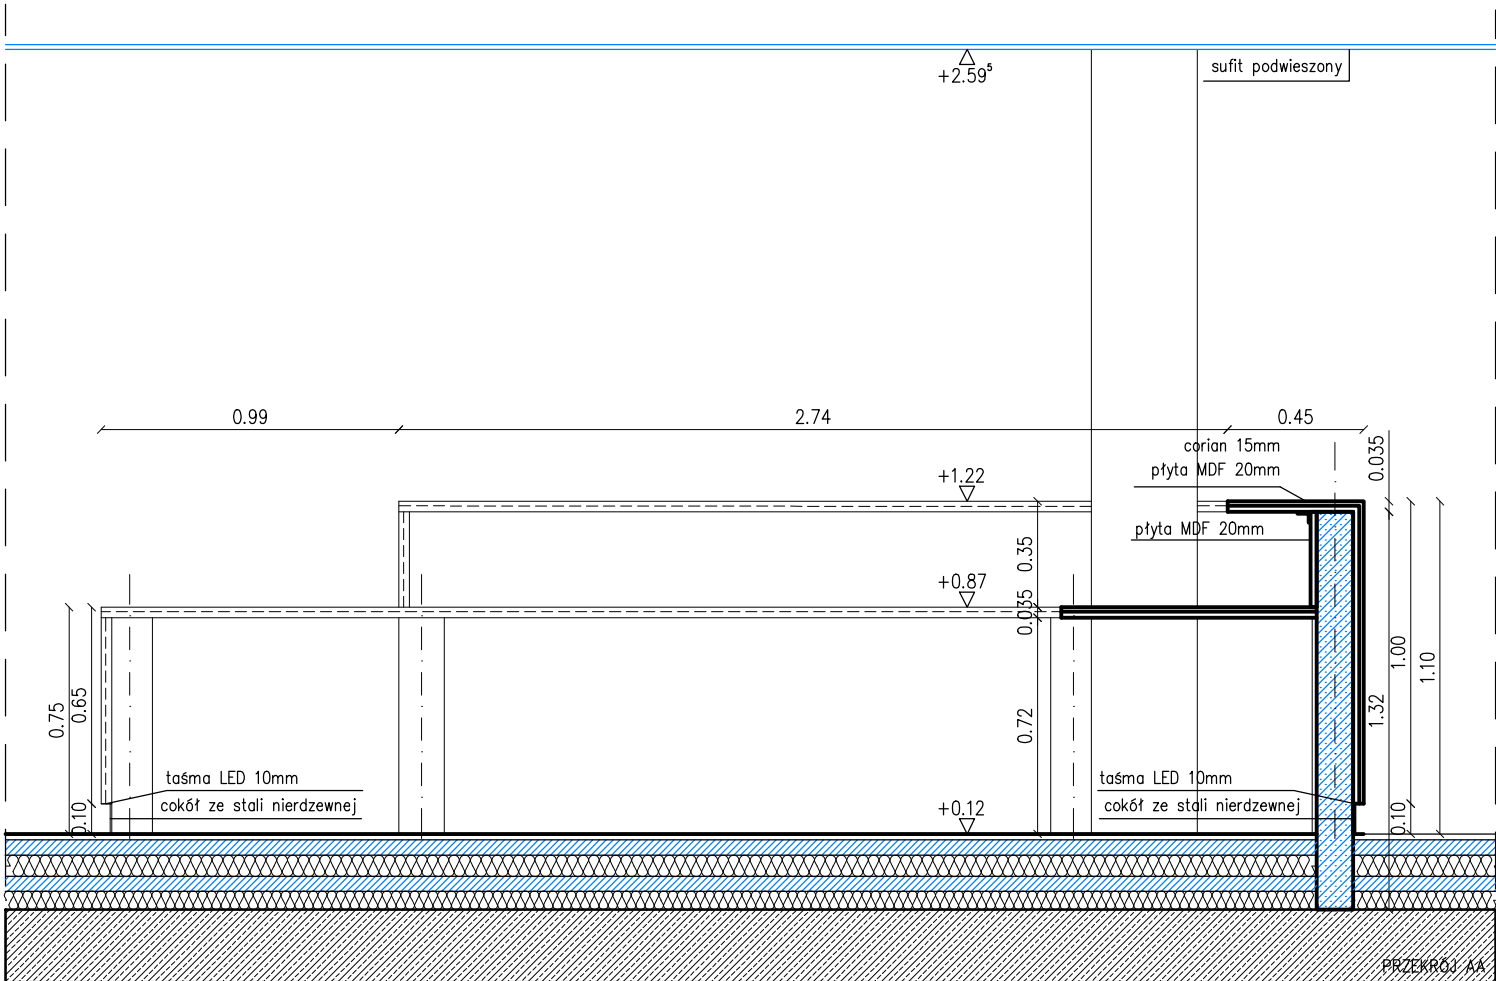 sufit podwieszony
+2.59⁵
0.99
2.74
0.45
corian 15mm
płyta MDF 20mm
0.035
+1.22
płyta MDF 20mm
0.35
+0.87
0.035
0.75
0.65
0.72
1.32
1.00
1.10
taśma LED 10mm
cokół ze stali nierdzewnej
0.10
+0.12
taśma LED 10mm
cokół ze stali nierdzewnej
0.10
PRZEKRÓJ AA